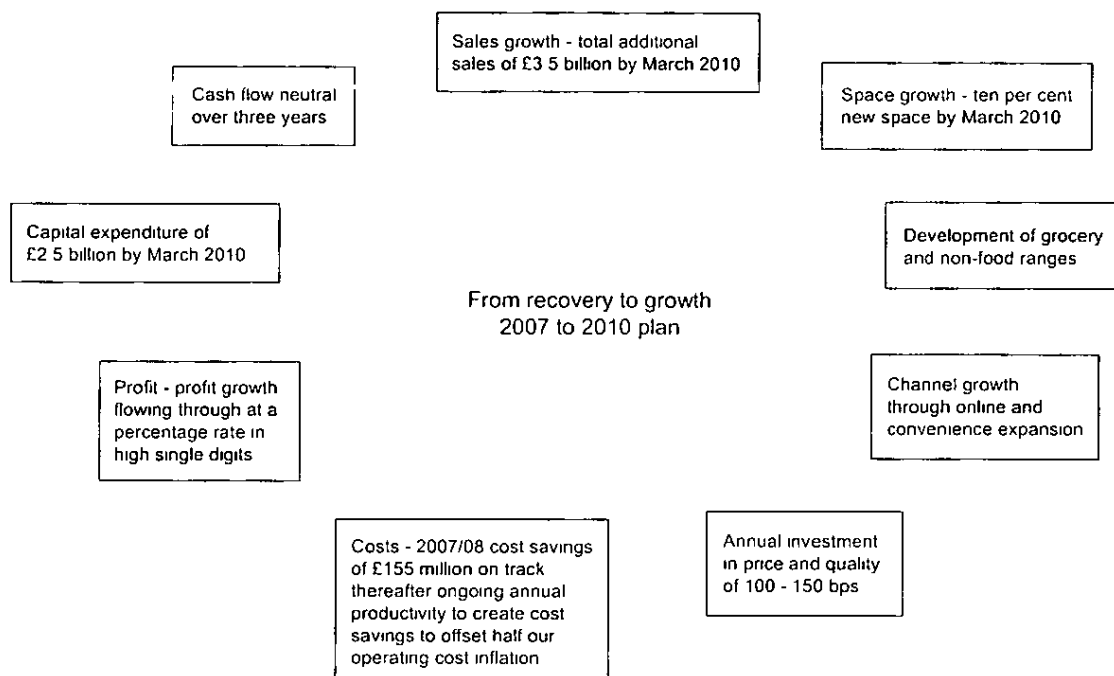 Sales growth - total additional
sales of £3 5 billion by March 2010
Cash flow neutral
over three years
Space growth - ten per cent
new space by March 2010
Capital expenditure of
£2 5 billion by March 2010
Development of grocery
and non-food ranges
From recovery to growth
2007 to 2010 plan
Profit - profit growth
flowing through at a
percentage rate in
high single digits
Channel growth
through online and
convenience expansion
Costs - 2007/08 cost savings
of £155 million on track
thereafter ongoing annual
productivity to create cost
savings to offset half our
operating cost inflation
Annual investment
in price and quality
of 100 - 150 bps